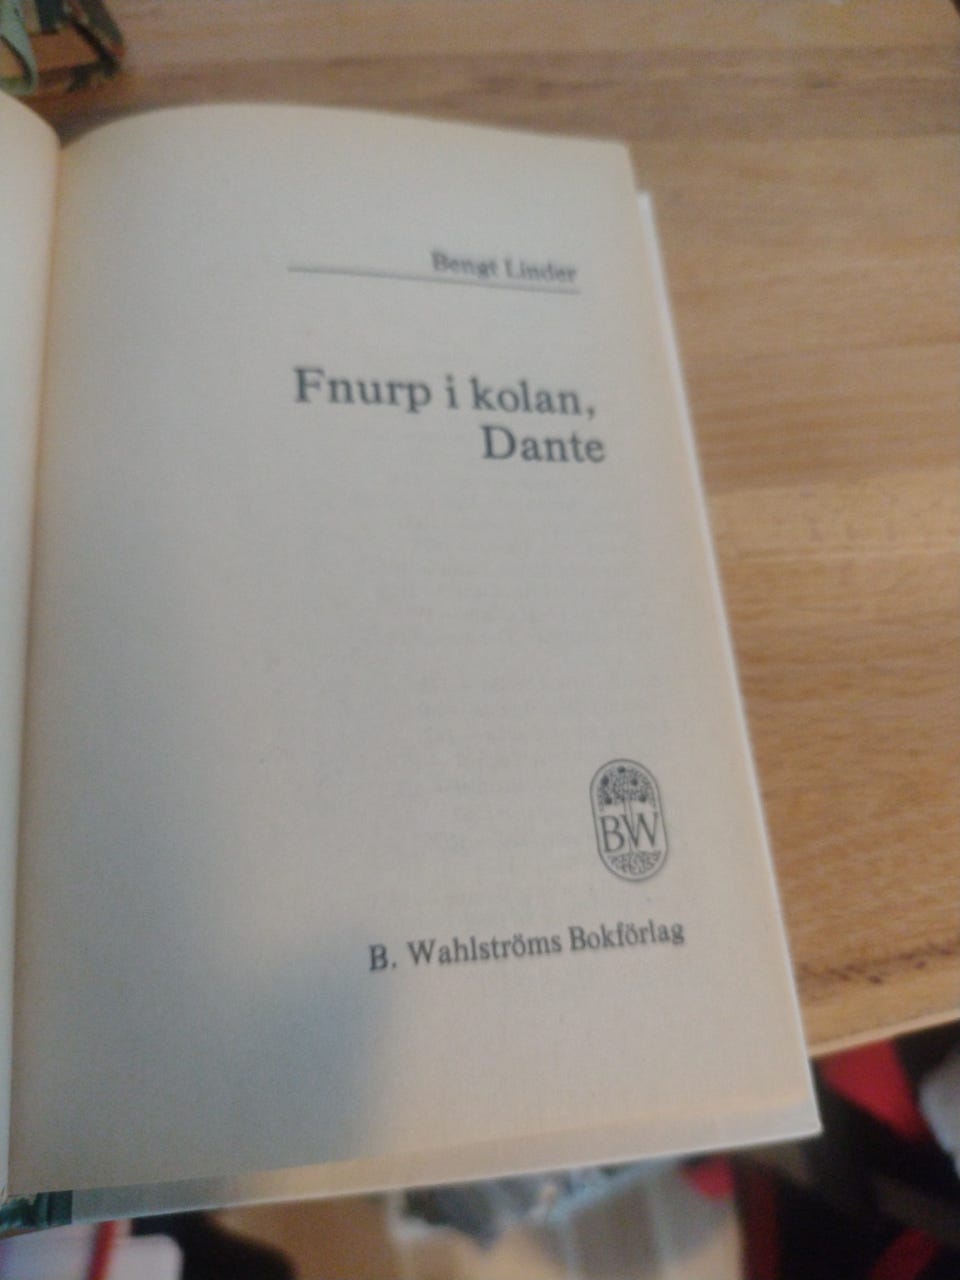 Bengt Linder
Fnurp i kolan,
Dante
BW
B. Wahlströms Bokförlag